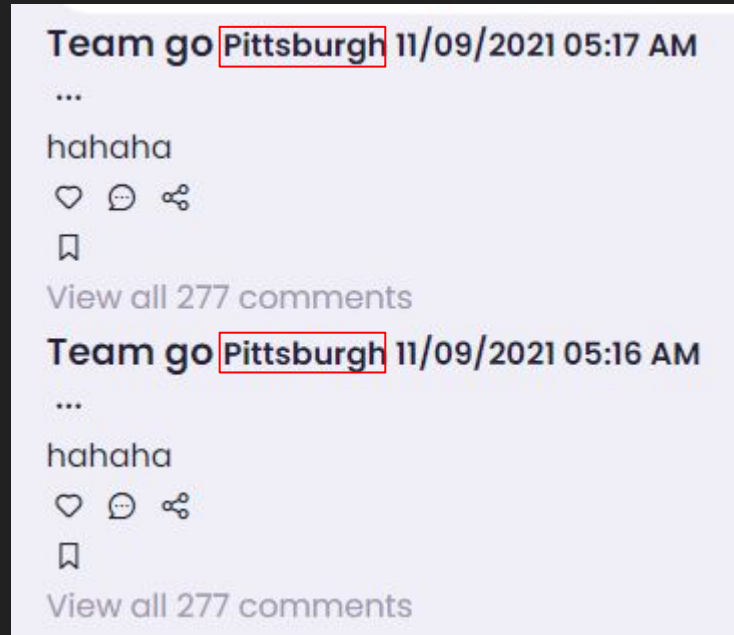 Team go Pittsburgh 11/09/2021 05:17 AM
...
hahaha
View all 277 comments
Team go Pittsburgh 11/09/2021 05:16 AM
...
hahaha
View all 277 comments